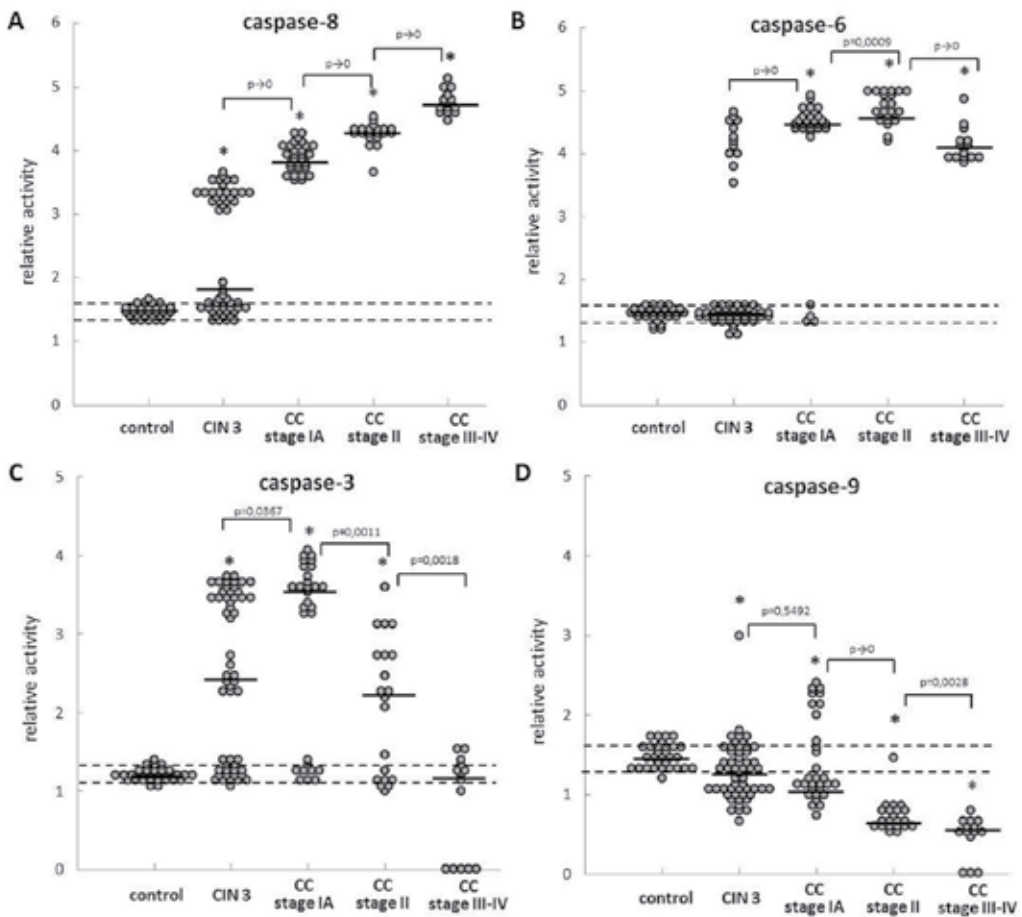 A
caspase-8
relative activity
6
5
4
3
2
1
0
p→0
p→0
p→0
*
*
*
*
control
CIN 3
CC
stage IA
CC
stage II
CC
stage III-IV
B
caspase-6
relative activity
6
5
4
3
2
1
0
p→0
p=0,0009
p→0
*
*
*
control
CIN 3
CC
stage IA
CC
stage II
CC
stage III-IV
C
caspase-3
relative activity
5
4
3
2
1
0
p=0,0011
p=0,0018
*
*
*
control
CIN 3
CC
stage IA
CC
stage II
CC
stage III-IV
D
caspase-9
relative activity
5
4
3
2
1
0
p=0,5492
p→0
p=0,0028
*
*
*
*
control
CIN 3
CC
stage IA
CC
stage II
CC
stage III-IV